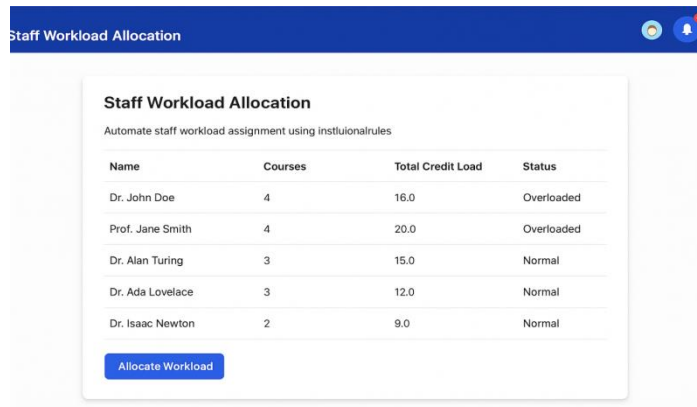 Staff Workload Allocation
Staff Workload Allocation
Automate staff workload assignment using instluionalrules
Name Courses Total Credit Load Status
Dr. John Doe 4 16.0 Overloaded
Prof. Jane Smith 4 20.0 Overloaded
Dr. Alan Turing 3 15.0 Normal
Dr. Ada Lovelace 3 12.0 Normal
Dr. Isaac Newton 2 9.0 Normal
Allocate Workload